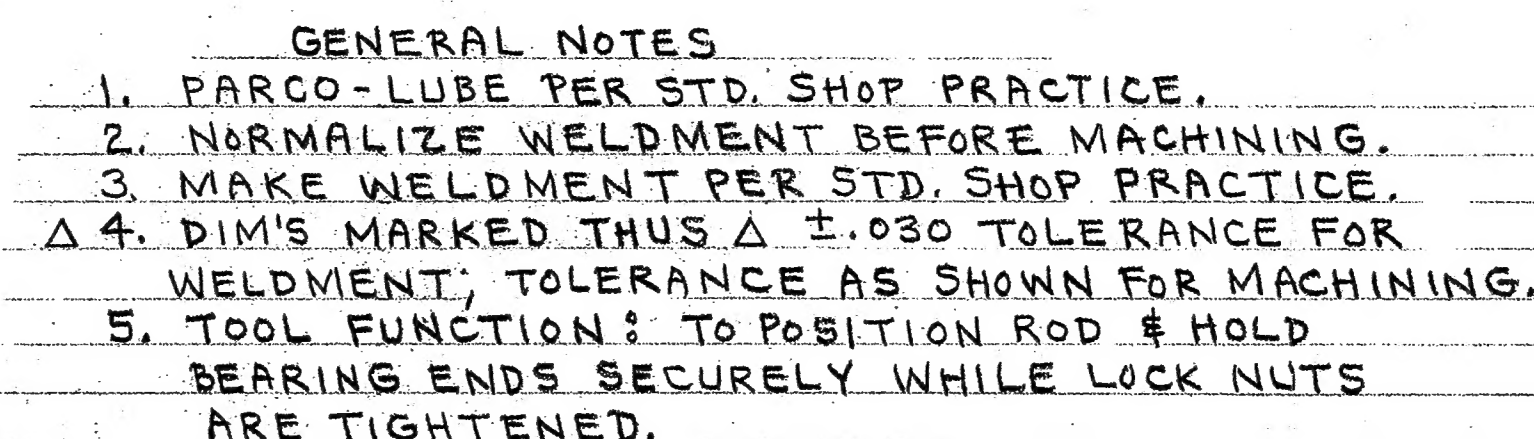 GENERAL NOTES
1. PARCO-LUBE PER STD. SHOP PRACTICE.
2. NORMALIZE WELDMENT BEFORE MACHINING.
3. MAKE WELDMENT PER STD. SHOP PRACTICE.
△ 4. DIM'S MARKED THUS △ ±.030 TOLERANCE FOR
WELDMENT; TOLERANCE AS SHOWN FOR MACHINING.
5. TOOL FUNCTION: TO POSITION ROD & HOLD
BEARING ENDS SECURELY WHILE LOCK NUTS
ARE TIGHTENED.